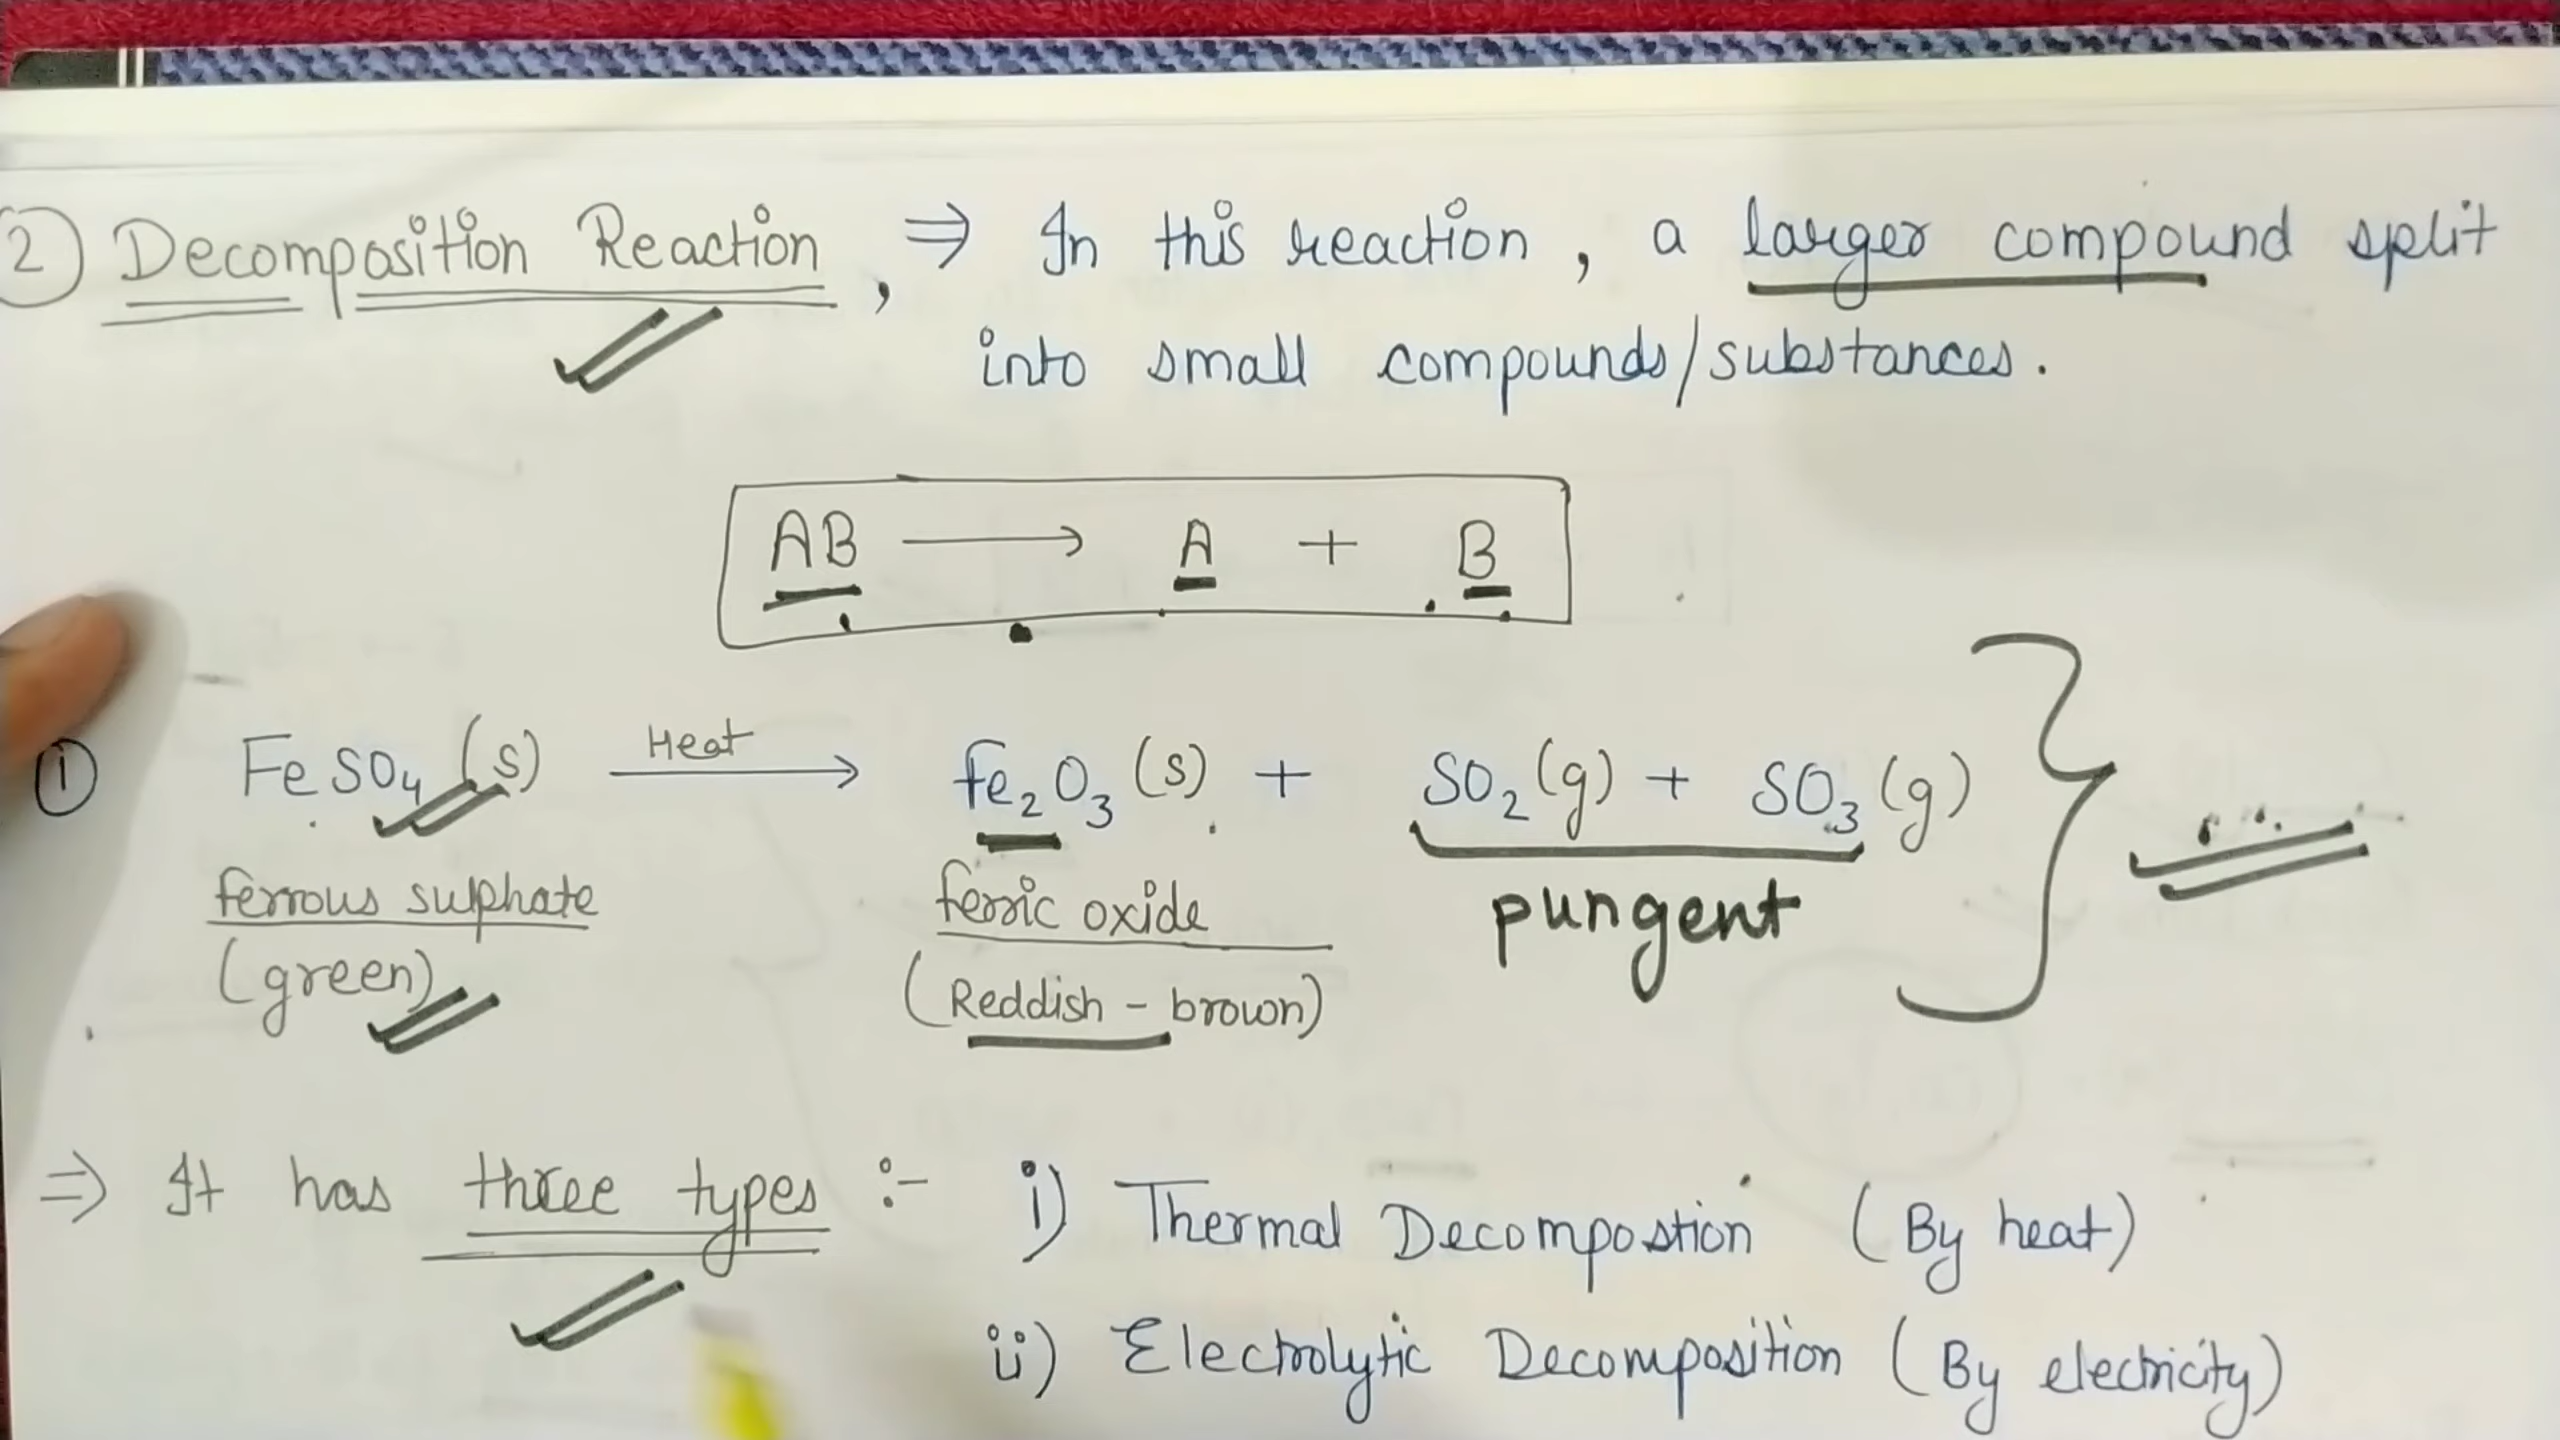 ② Decomposition Reaction, ⇒ In this reaction, a larger compound split
into small compounds/substances.
AB ⟶ A + B
① FeSO₄ (s) —Heat→ Fe₂O₃ (s) + SO₂ (g) + SO₃ (g)
ferrous sulphate ferric oxide pungent
(green) (Reddish - brown)
⇒ It has three types :- i) Thermal Decompostion (By heat)
ii) Electrolytic Decomposition (By electricity)